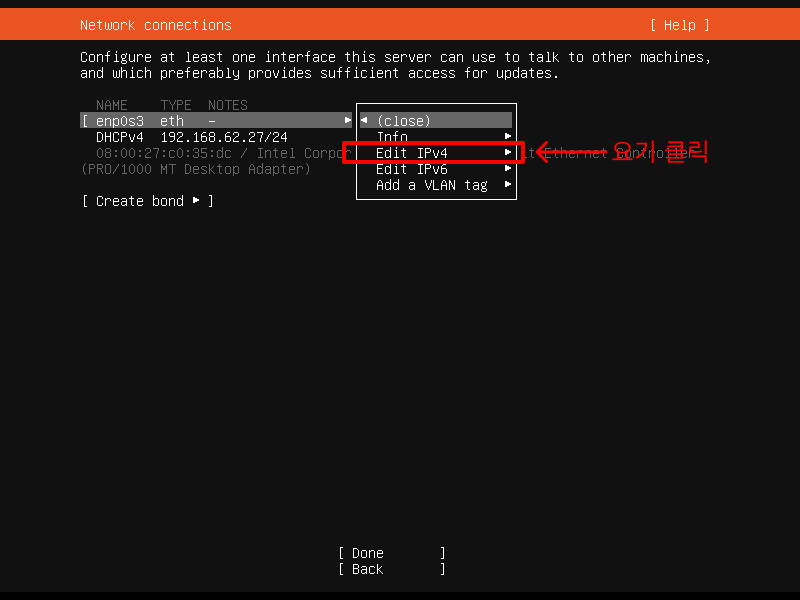 Network connections [ Help ]
Configure at least one interface this server can use to talk to other machines,
and which preferably provides sufficient access for updates.
NAME TYPE NOTES
[ enp0s3 eth – ▸ ◂ (close)
DHCPv4 192.168.62.27/24 Info ▸
08:00:27:c0:35:dc / Intel Corpor Edit IPv4 ▸ t Ethernet Controller 요기 클릭
(PRO/1000 MT Desktop Adapter) Edit IPv6 ▸
Add a VLAN tag ▸
[ Create bond ▸ ]
[ Done ]
[ Back ]